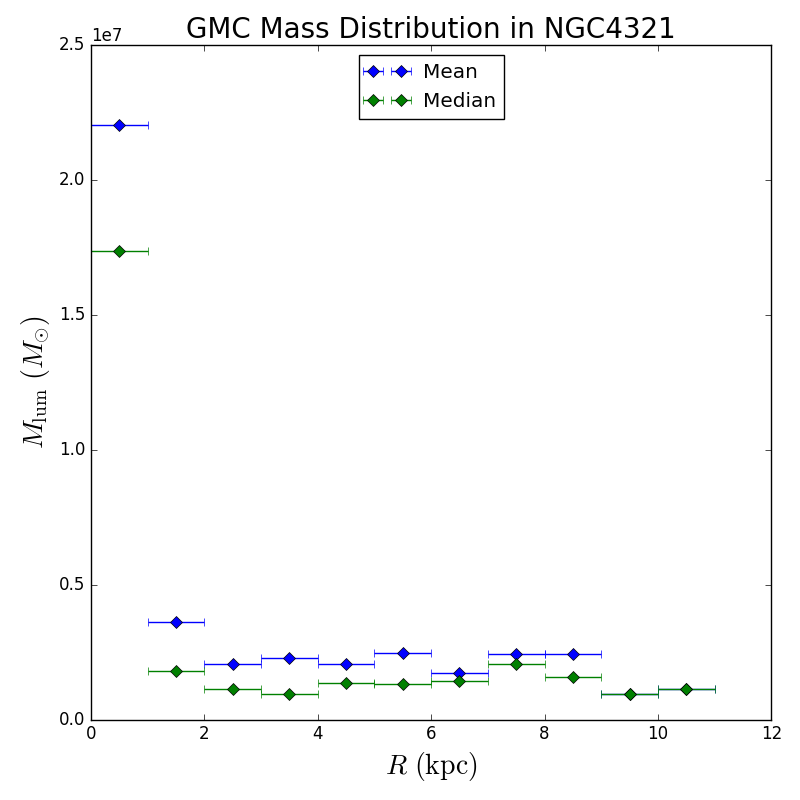 GMC Mass Distribution in NGC4321
1e7
Mean
Median
2.5
2.0
1.5
1.0
0.5
0.0
M_lum (M_⊙)
0 2 4 6 8 10 12
R (kpc)